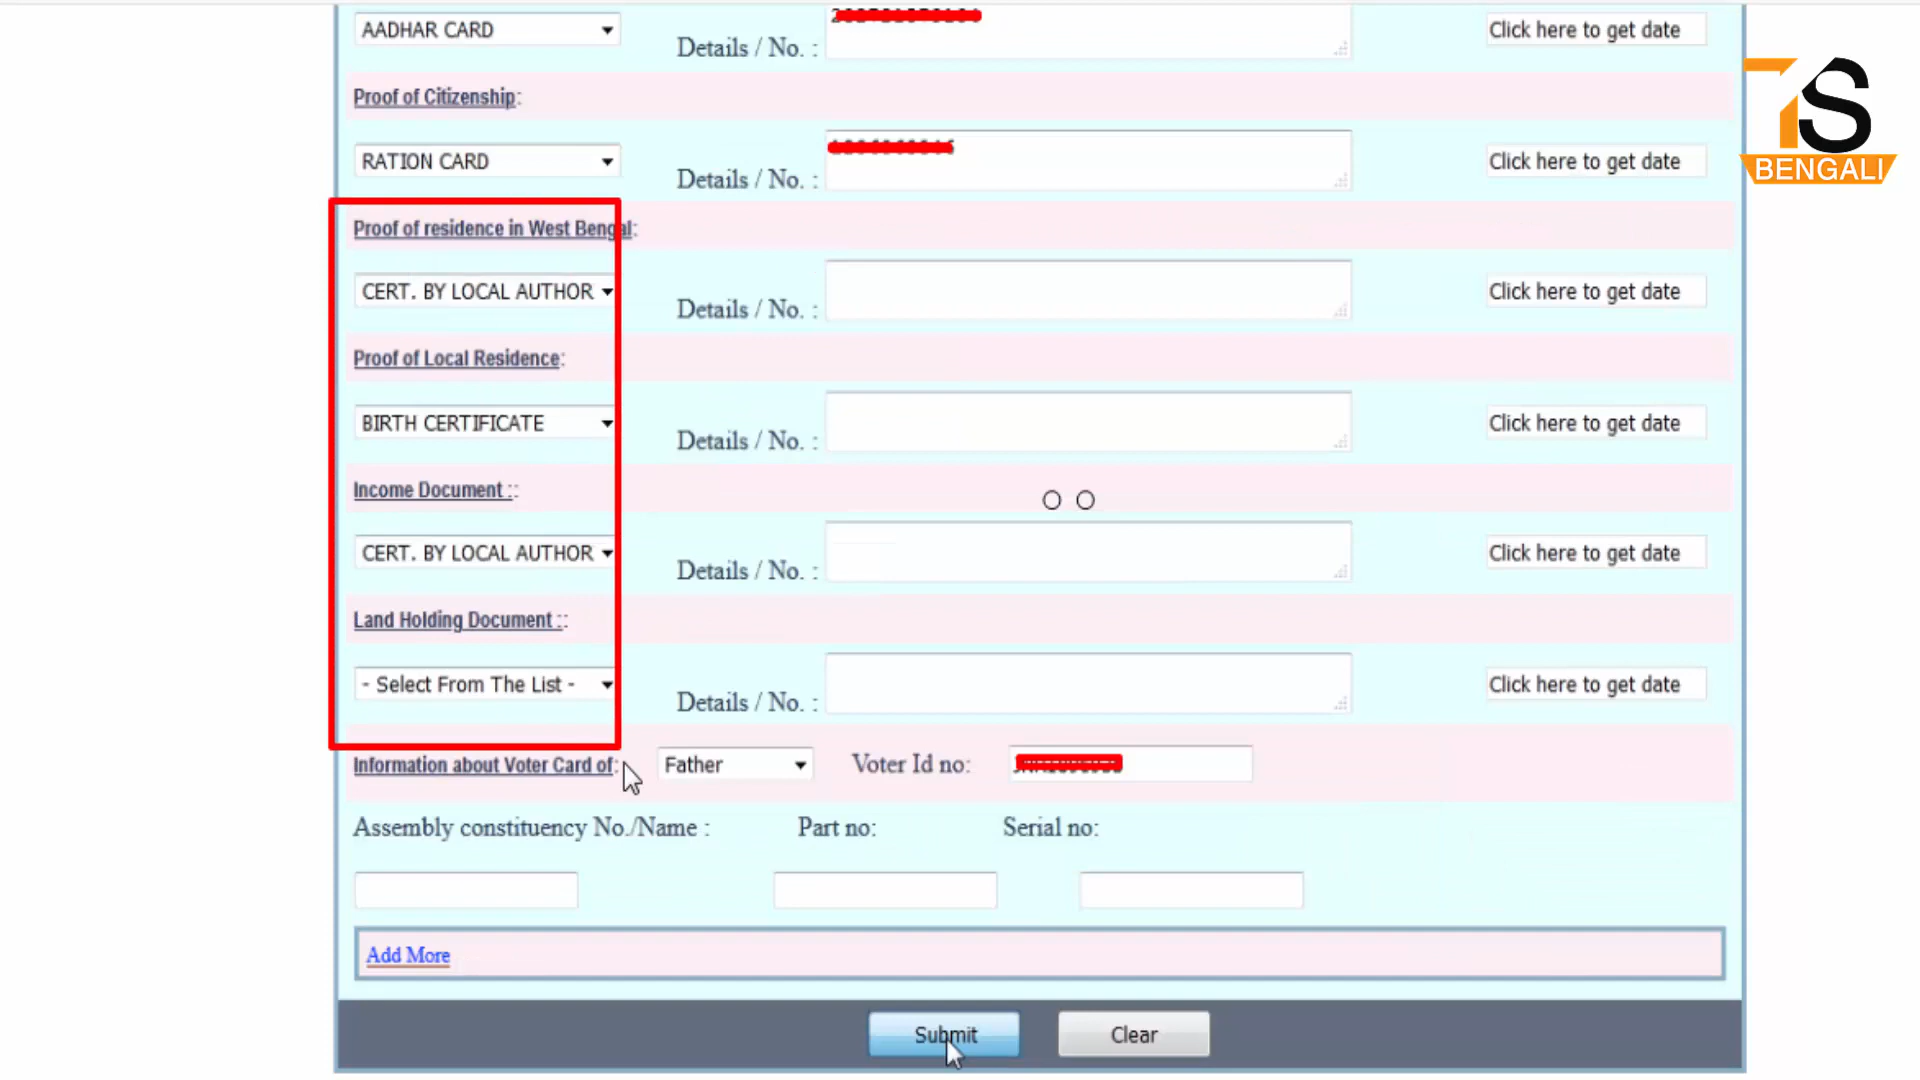 AADHAR CARD
Details / No. :
Click here to get date
Proof of Citizenship:
RATION CARD
Details / No. :
Click here to get date
Proof of residence in West Bengal:
CERT. BY LOCAL AUTHOR
Details / No. :
Click here to get date
Proof of Local Residence:
BIRTH CERTIFICATE
Details / No. :
Click here to get date
Income Document ::
CERT. BY LOCAL AUTHOR
Details / No. :
Click here to get date
Land Holding Document ::
- Select From The List -
Details / No. :
Click here to get date
Information about Voter Card of:
Father
Voter Id no:
Assembly constituency No./Name :
Part no:
Serial no:
Add More
Submit
Clear
TS
BENGALI